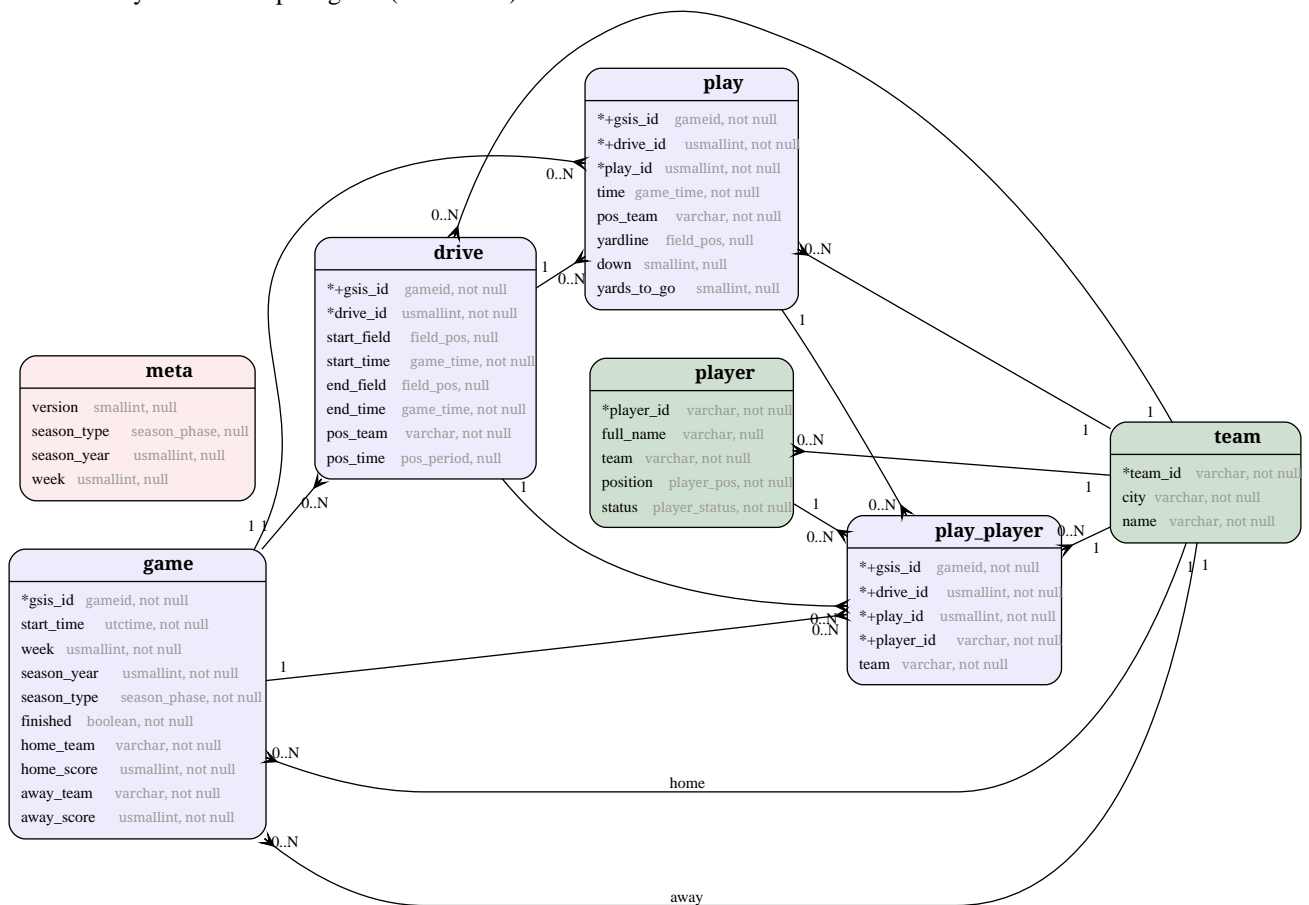 play
*+gsis_id gameid, not null
*+drive_id usmallint, not null
*play_id usmallint, not null
time game_time, not null
pos_team varchar, not null
yardline field_pos, null
down smallint, null
yards_to_go smallint, null
0..N
0..N
0..N
0..N
1
1
drive
*+gsis_id gameid, not null
*drive_id usmallint, not null
start_field field_pos, null
start_time game_time, not null
end_field field_pos, null
end_time game_time, not null
pos_team varchar, not null
pos_time pos_period, null
0..N
1
meta
version smallint, null
season_type season_phase, null
season_year usmallint, null
week usmallint, null
player
*player_id varchar, not null
full_name varchar, null
team varchar, not null
position player_pos, not null
status player_status, not null
0..N
1
0..N
0..N
1
1
1
team
*team_id varchar, not null
city varchar, not null
name varchar, not null
0..N
1
1 1
play_player
*+gsis_id gameid, not null
*+drive_id usmallint, not null
*+play_id usmallint, not null
*+player_id varchar, not null
team varchar, not null
0..N
0..N
1 1
game
*gsis_id gameid, not null
start_time utctime, not null
week usmallint, not null
season_year usmallint, not null
season_type season_phase, not null
finished boolean, not null
home_team varchar, not null
home_score usmallint, not null
away_team varchar, not null
away_score usmallint, not null
1
0..N
home
0..N
away